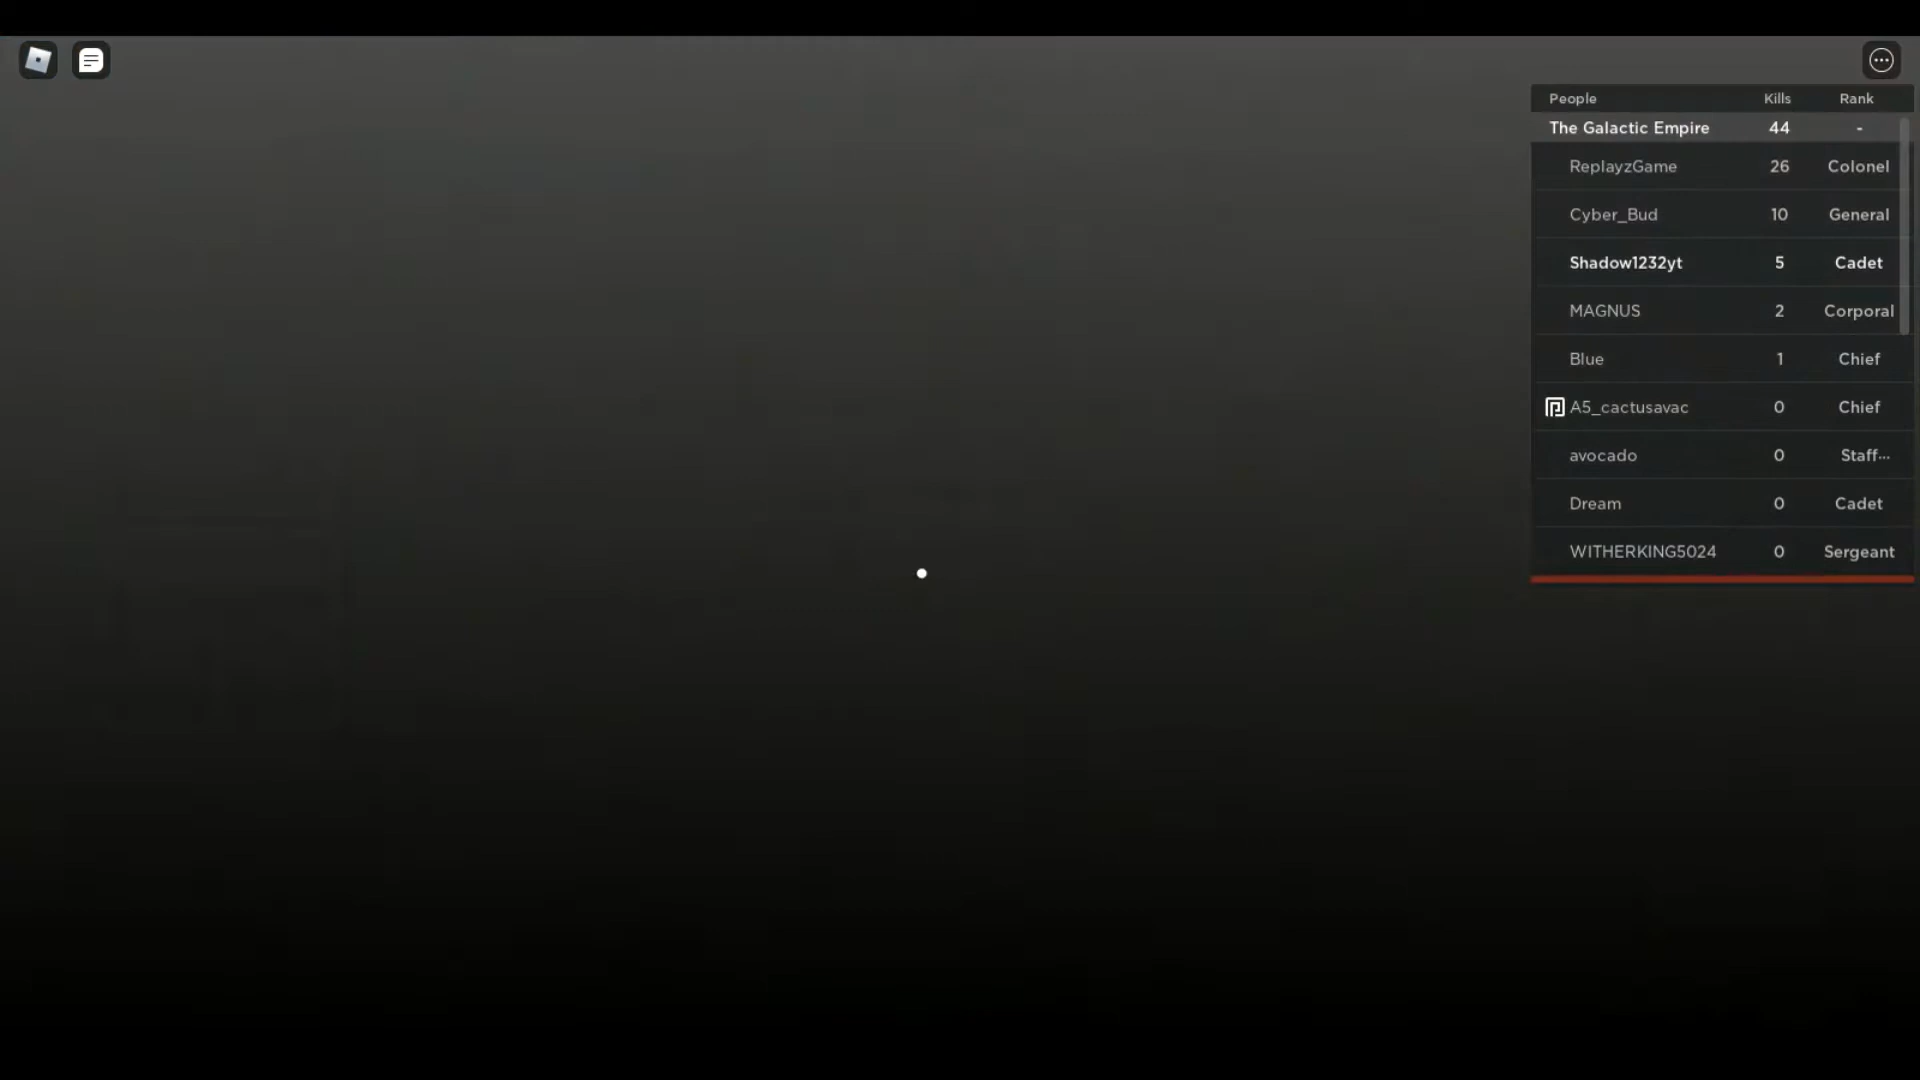 People Kills Rank
The Galactic Empire 44 -
ReplayzGame 26 Colonel
Cyber_Bud 10 General
Shadow1232yt 5 Cadet
MAGNUS 2 Corporal
Blue 1 Chief
A5_cactusavac 0 Chief
avocado 0 Staff...
Dream 0 Cadet
WITHERKING5024 0 Sergeant